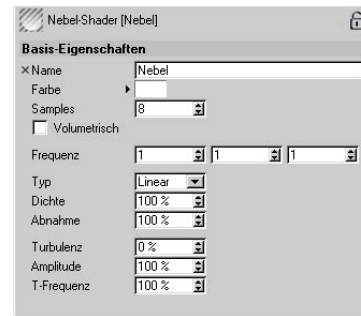 Nebel-Shader [Nebel]
Basis-Eigenschaften
×Name Nebel
Farbe
Samples 8
Volumetrisch
Frequenz 1 1 1
Typ Linear
Dichte 100 %
Abnahme 100 %
Turbulenz 0 %
Amplitude 100 %
T-Frequenz 100 %